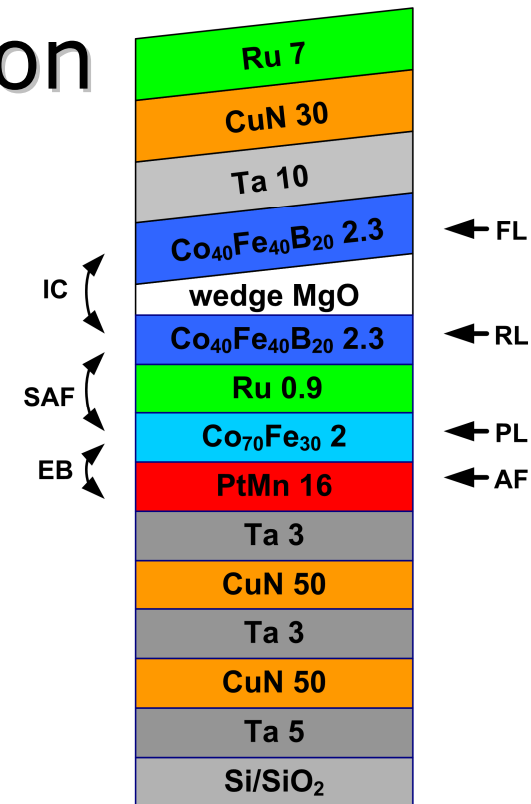 on
Ru 7
CuN 30
Ta 10
Co₄₀Fe₄₀B₂₀ 2.3
FL
IC
wedge MgO
Co₄₀Fe₄₀B₂₀ 2.3
RL
SAF
Ru 0.9
Co₇₀Fe₃₀ 2
PL
EB
PtMn 16
AF
Ta 3
CuN 50
Ta 3
CuN 50
Ta 5
Si/SiO₂